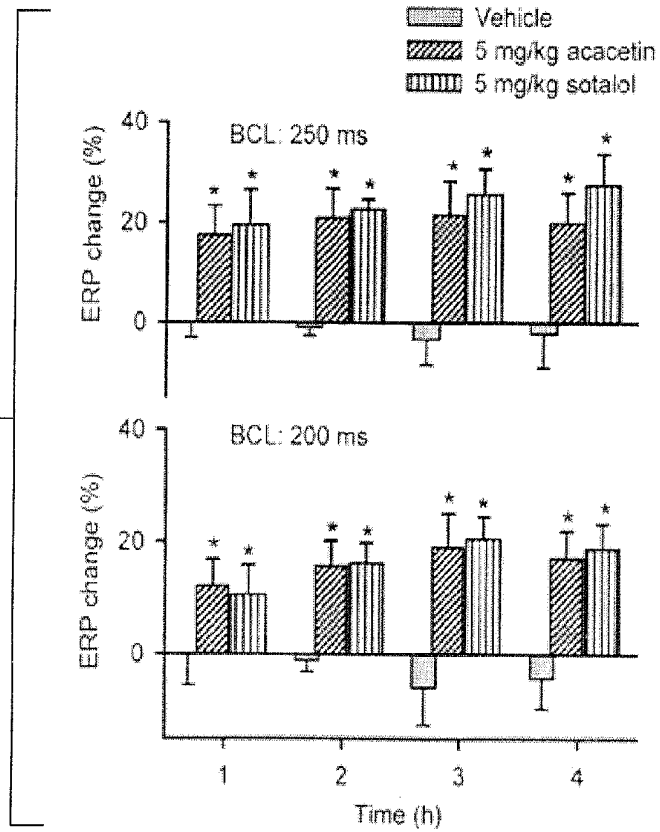 Vehicle
5 mg/kg acacetin
5 mg/kg sotalol
BCL: 250 ms
ERP change (%)
40
20
0
* * * * * * * *
BCL: 200 ms
ERP change (%)
40
20
0
* * * * * * * *
1 2 3 4
Time (h)